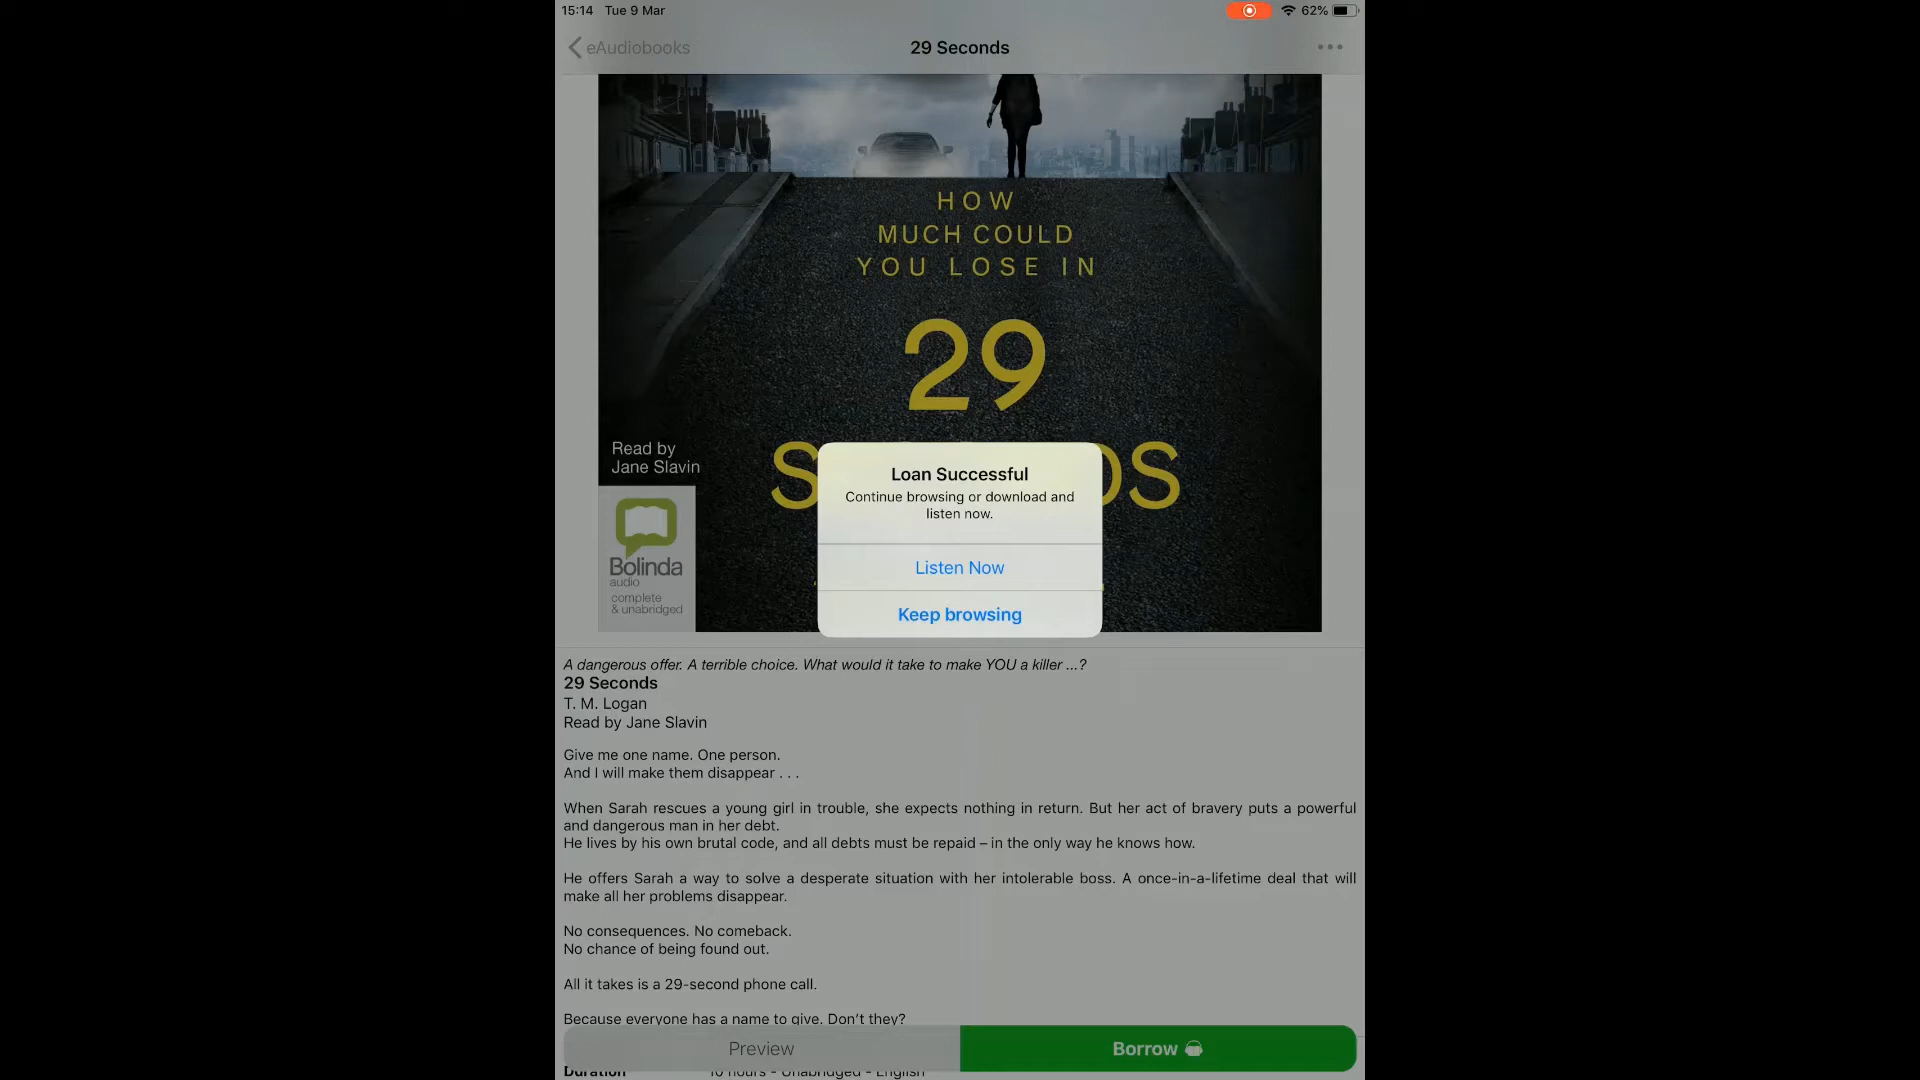 15:14 Tue 9 Mar
62%
eAudiobooks
29 Seconds
HOW
MUCH COULD
YOU LOSE IN
29
Read by
Jane Slavin
Bolinda
audio
complete
& unabridged
Loan Successful
Continue browsing or download and
listen now.
Listen Now
Keep browsing
A dangerous offer. A terrible choice. What would it take to make YOU a killer ...?
29 Seconds
T. M. Logan
Read by Jane Slavin
Give me one name. One person.
And I will make them disappear . . .
When Sarah rescues a young girl in trouble, she expects nothing in return. But her act of bravery puts a powerful
and dangerous man in her debt.
He lives by his own brutal code, and all debts must be repaid – in the only way he knows how.
He offers Sarah a way to solve a desperate situation with her intolerable boss. A once-in-a-lifetime deal that will
make all her problems disappear.
No consequences. No comeback.
No chance of being found out.
All it takes is a 29-second phone call.
Because everyone has a name to give. Don't they?
Preview
Borrow
Duration 10 hours - Unabridged - English